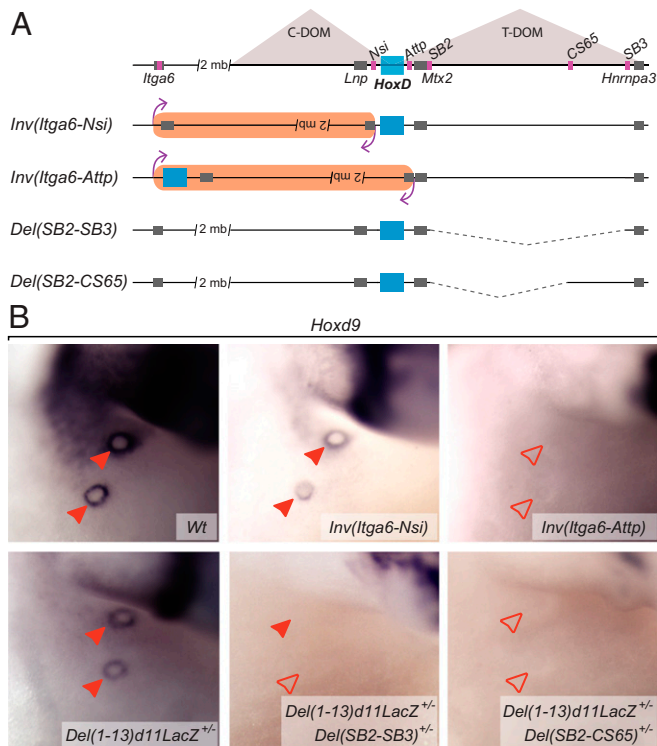 A
C-DOM
T-DOM
Nsi
Attp
SB2
CS65
SB3
2 mb
Itga6
Lnp
HoxD
Mtx2
Hnrnpa3
Inv(Itga6-Nsi)
2 mb
Inv(Itga6-Attp)
2 mb
Del(SB2-SB3)
2 mb
Del(SB2-CS65)
2 mb
B
Hoxd9
Wt
Inv(Itga6-Nsi)
Inv(Itga6-Attp)
Del(1-13)d11LacZ+/-
Del(1-13)d11LacZ+/-
Del(SB2-SB3)+/-
Del(1-13)d11LacZ+/-
Del(SB2-CS65)+/-